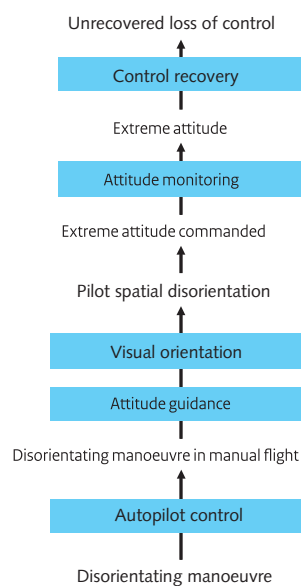 Unrecovered loss of control
Control recovery
Extreme attitude
Attitude monitoring
Extreme attitude commanded
Pilot spatial disorientation
Visual orientation
Attitude guidance
Disorientating manoeuvre in manual flight
Autopilot control
Disorientating manoeuvre